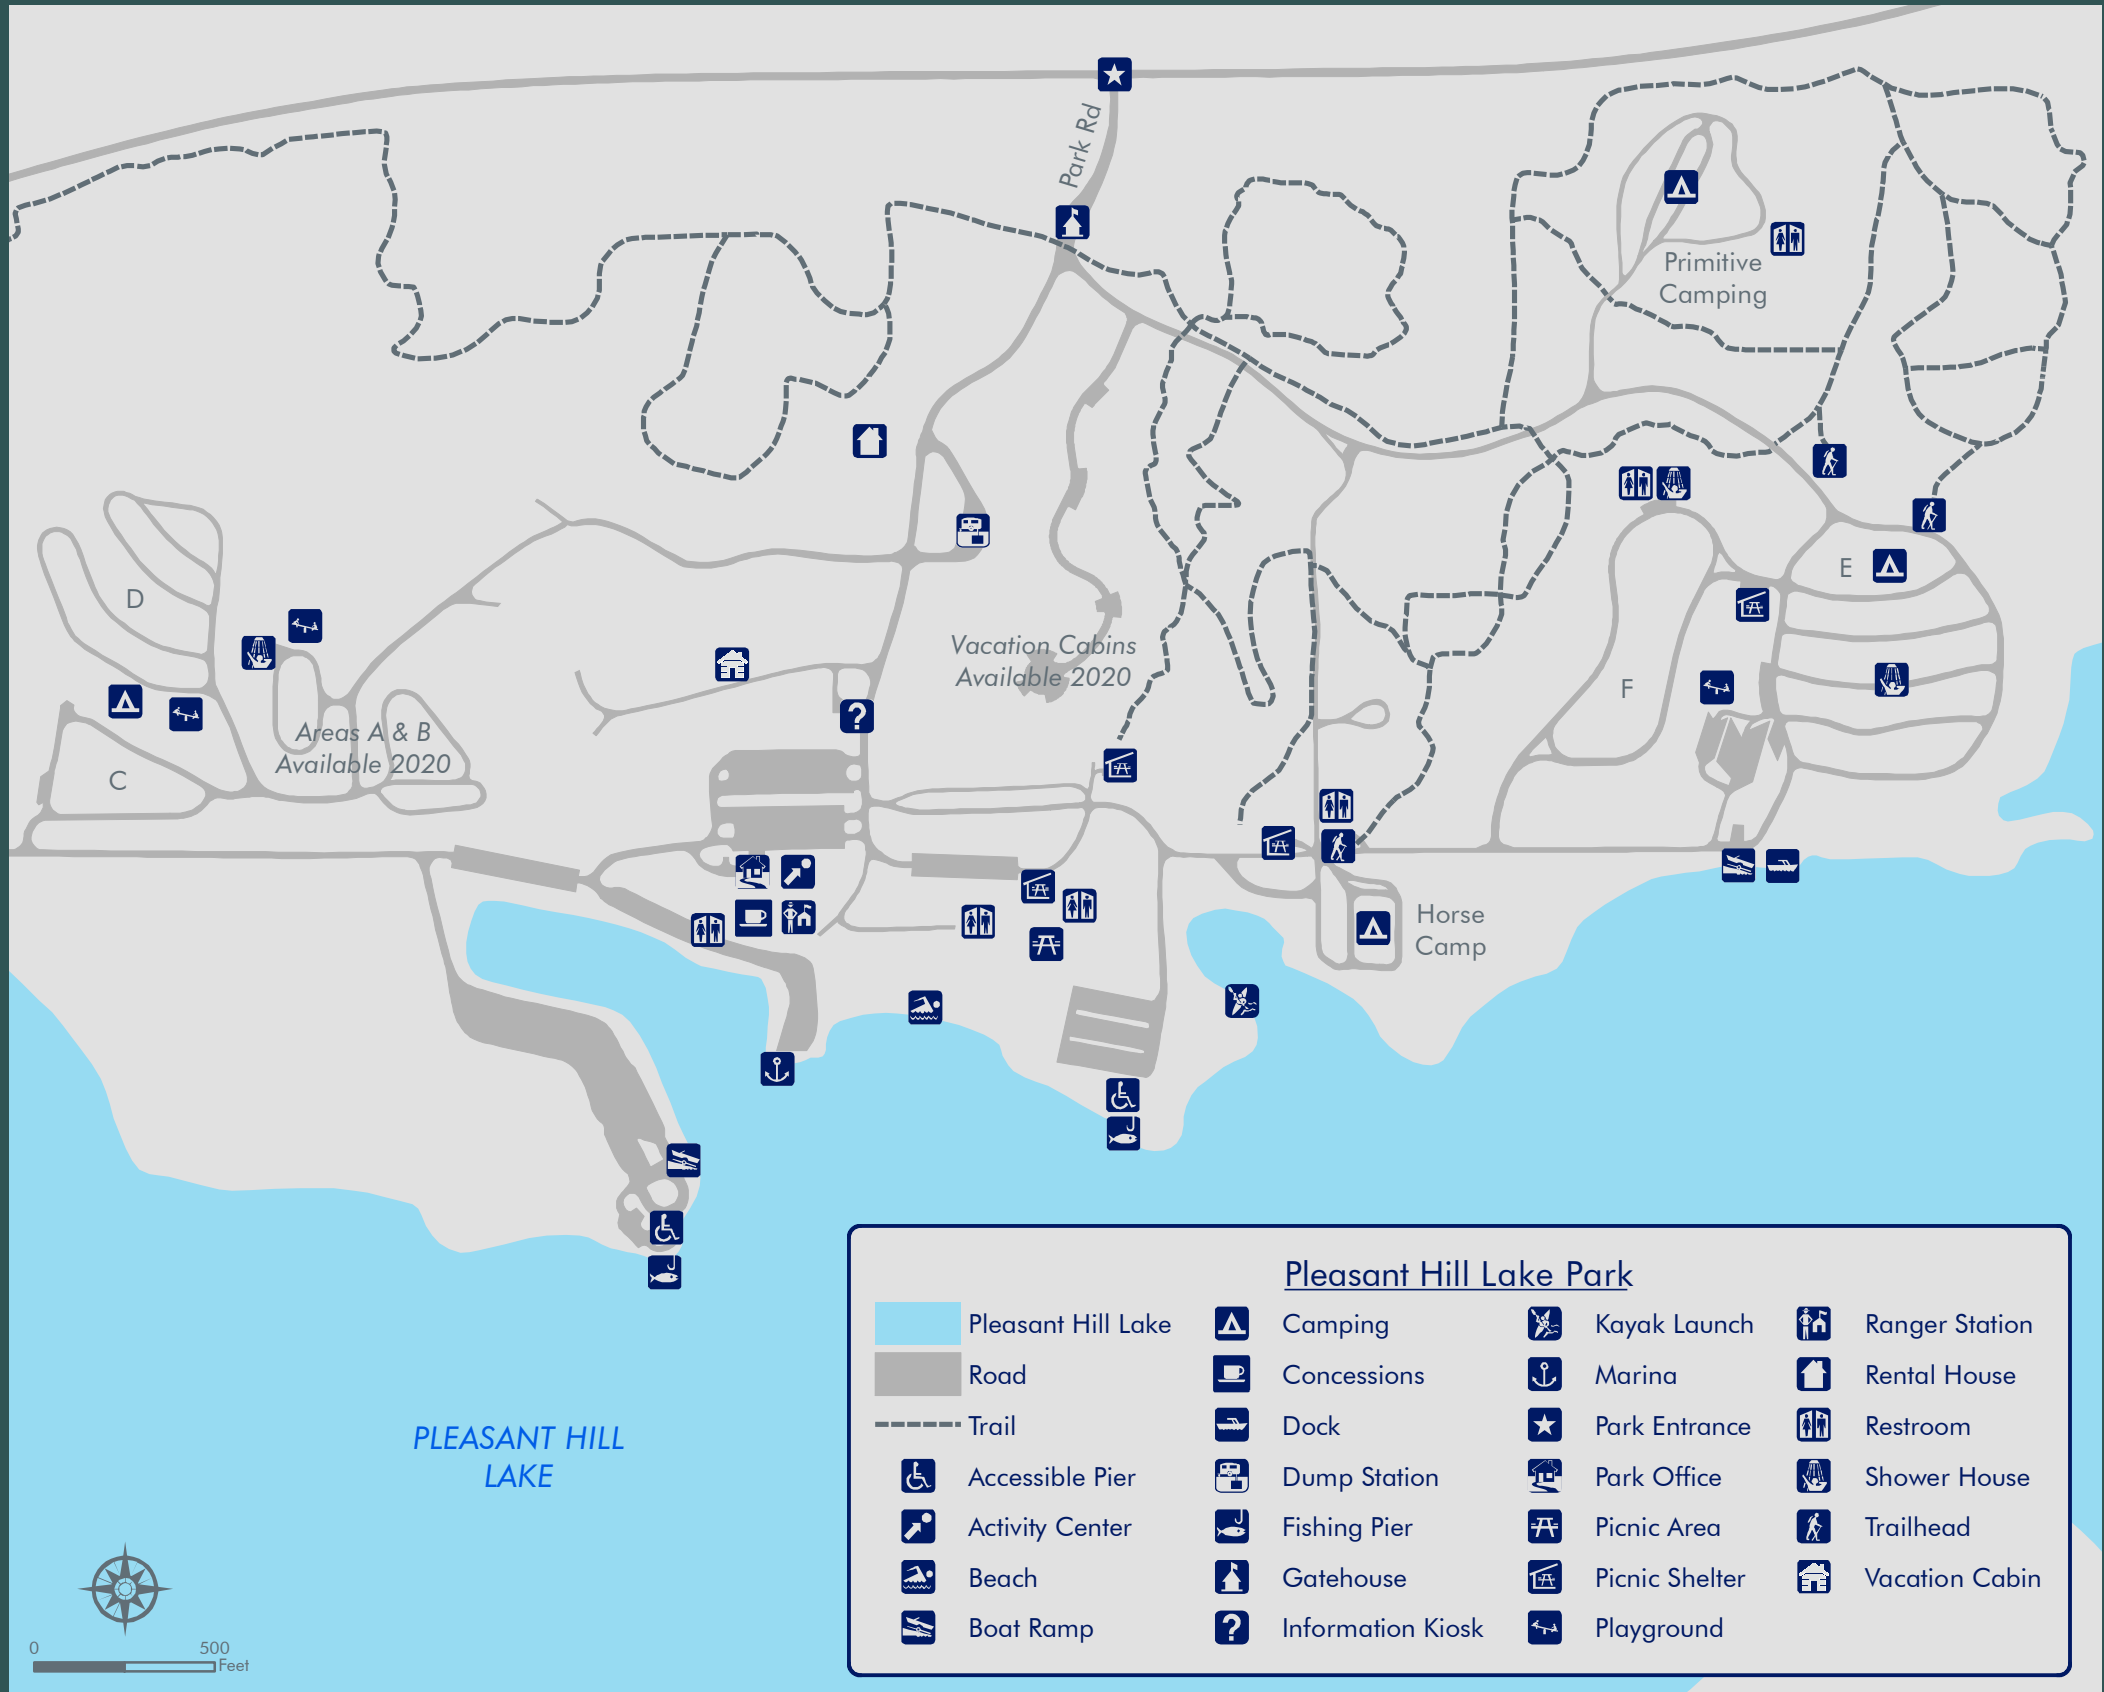 Park Rd
Primitive
Camping
D
E
Vacation Cabins
Available 2020
F
Areas A & B
Available 2020
C
?
Horse
Camp
PLEASANT HILL
LAKE
0 500
Feet
Pleasant Hill Lake Park
Pleasant Hill Lake
Road
Trail
Accessible Pier
Activity Center
Beach
Boat Ramp
Camping
Concessions
Dock
Dump Station
Fishing Pier
Gatehouse
? Information Kiosk
Kayak Launch
Marina
Park Entrance
Park Office
Picnic Area
Picnic Shelter
Playground
Ranger Station
Rental House
Restroom
Shower House
Trailhead
Vacation Cabin